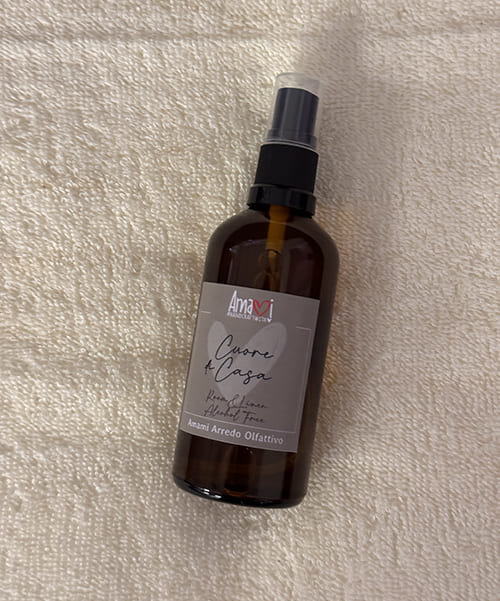 Amami
Cuore
di Casa
Room & Linen
Alcohol Free
Amami Arredo Olfattivo